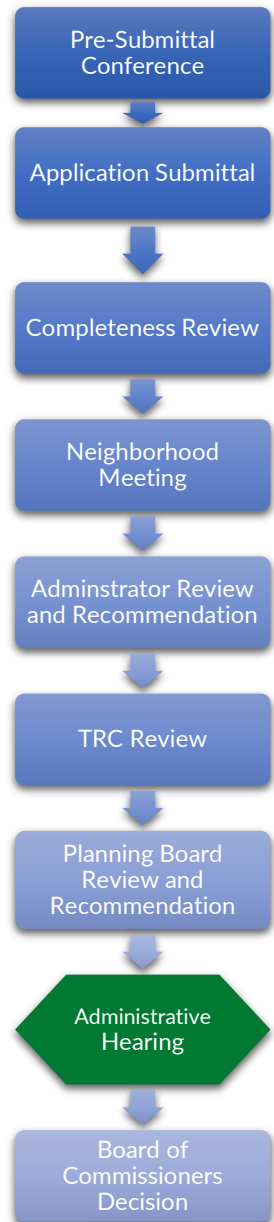 Pre-Submittal
Conference
Application Submittal
Completeness Review
Neighborhood
Meeting
Adminstrator Review
and Recommendation
TRC Review
Planning Board
Review and
Recommendation
Administrative
Hearing
Board of
Commissioners
Decision